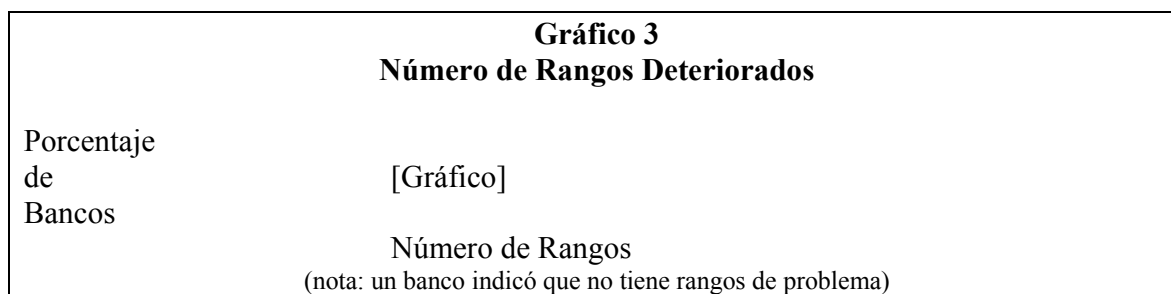 Gráfico 3
Número de Rangos Deteriorados
Porcentaje
de
Bancos
[Gráfico]
Número de Rangos
(nota: un banco indicó que no tiene rangos de problema)